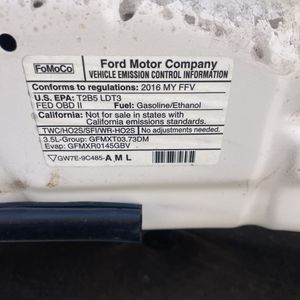 FoMoCo
Ford Motor Company
VEHICLE EMISSION CONTROL INFORMATION
Conforms to regulations: 2016 MY FFV
U.S. EPA: T2B5 LDT3
FED OBD II Fuel: Gasoline/Ethanol
California: Not for sale in states with
California emissions standards.
TWC/HO2S/SFI/WR-HO2S No adjustments needed.
3.5L-Group: GFMXT03.73DM
Evap: GFMXR0145GBV
GW7E-9C485-AML